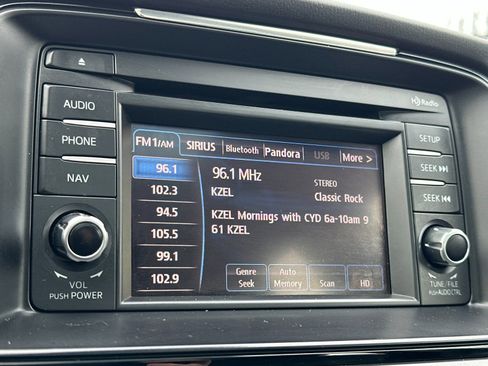 HD Radio
AUDIO
PHONE
NAV
VOL
PUSH POWER
FM1/AM
SIRIUS
Bluetooth
Pandora
USB
More >
96.1
102.3
94.5
105.5
99.1
102.9
96.1 MHz
KZEL
STEREO
Classic Rock
KZEL Mornings with CYD 6a-10am 9
61 KZEL
Genre
Seek
Auto
Memory
Scan
HD
SETUP
SEEK
SEEK
TUNE/FILE
PUSH AUDIO CTRL